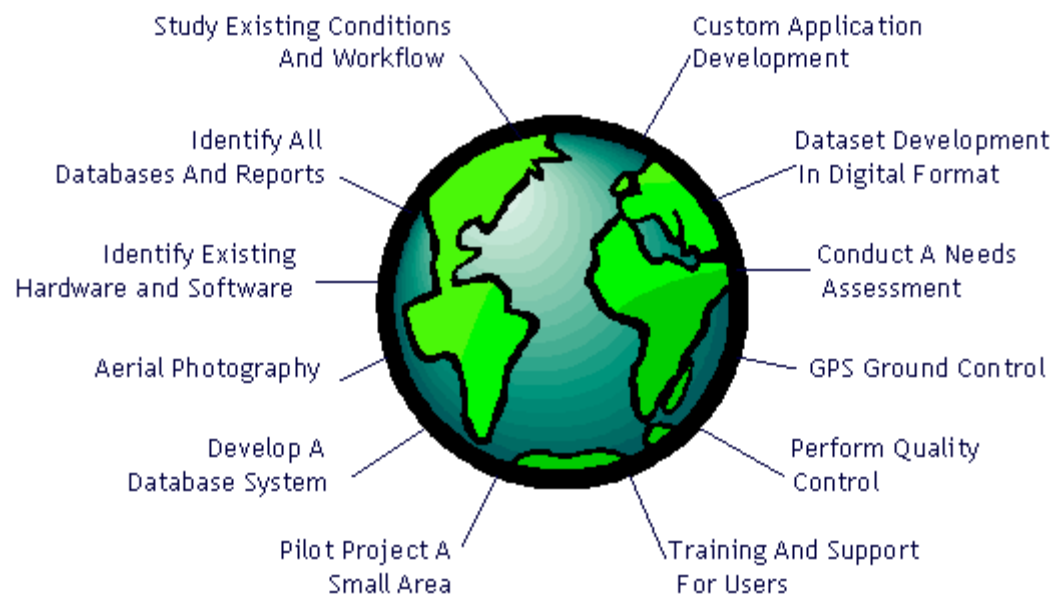 Study Existing Conditions
And Workflow
Identify All
Databases And Reports
Identify Existing
Hardware and Software
Aerial Photography
Develop A
Database System
Pilot Project A
Small Area
Custom Application
Development
Dataset Development
In Digital Format
Conduct A Needs
Assessment
GPS Ground Control
Perform Quality
Control
Training And Support
For Users